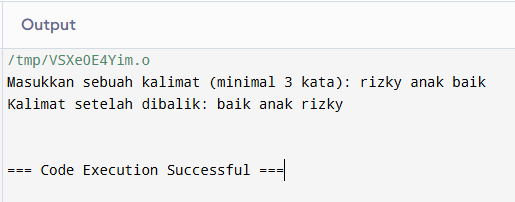 Output
/tmp/VSXeOE4Yim.o
Masukkan sebuah kalimat (minimal 3 kata): rizky anak baik
Kalimat setelah dibalik: baik anak rizky
=== Code Execution Successful ===